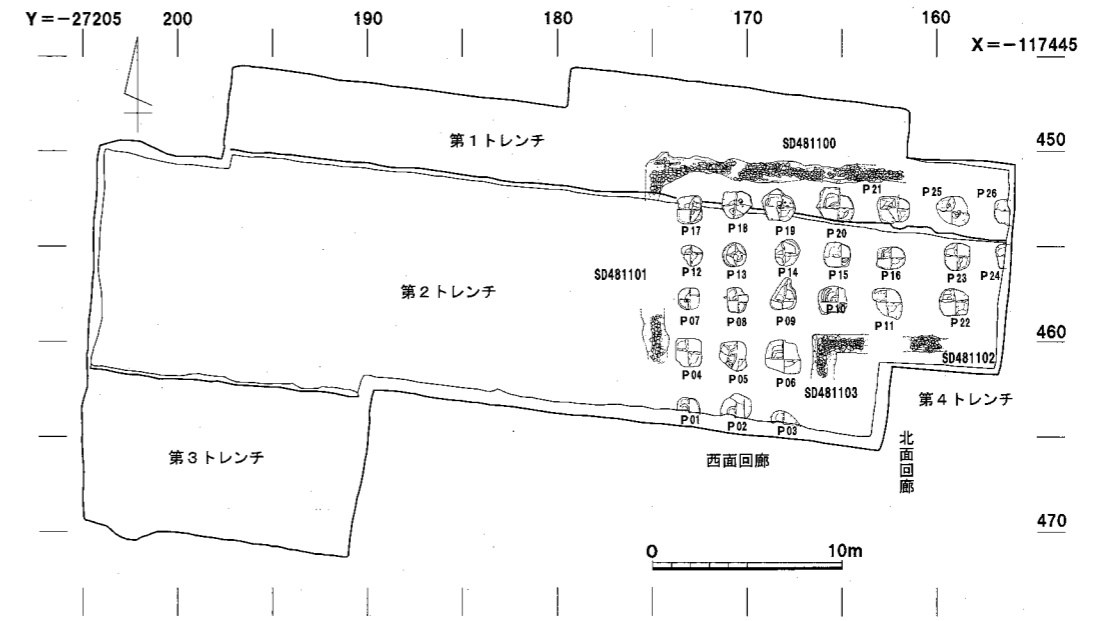 Y=-27205 200 190 180 170 160
X=-117445
第1トレンチ
SD481100
450
P21 P25 P26
P17 P18 P19 P20
P12 P13 P14 P15 P16 P23 P24
SD481101
第2トレンチ
P07 P08 P09 P10 P11 P22
460
P04 P05 P06 SD481103 SD481102
第4トレンチ
P01 P02 P03
第3トレンチ
西面回廊
北面回廊
470
0 10m